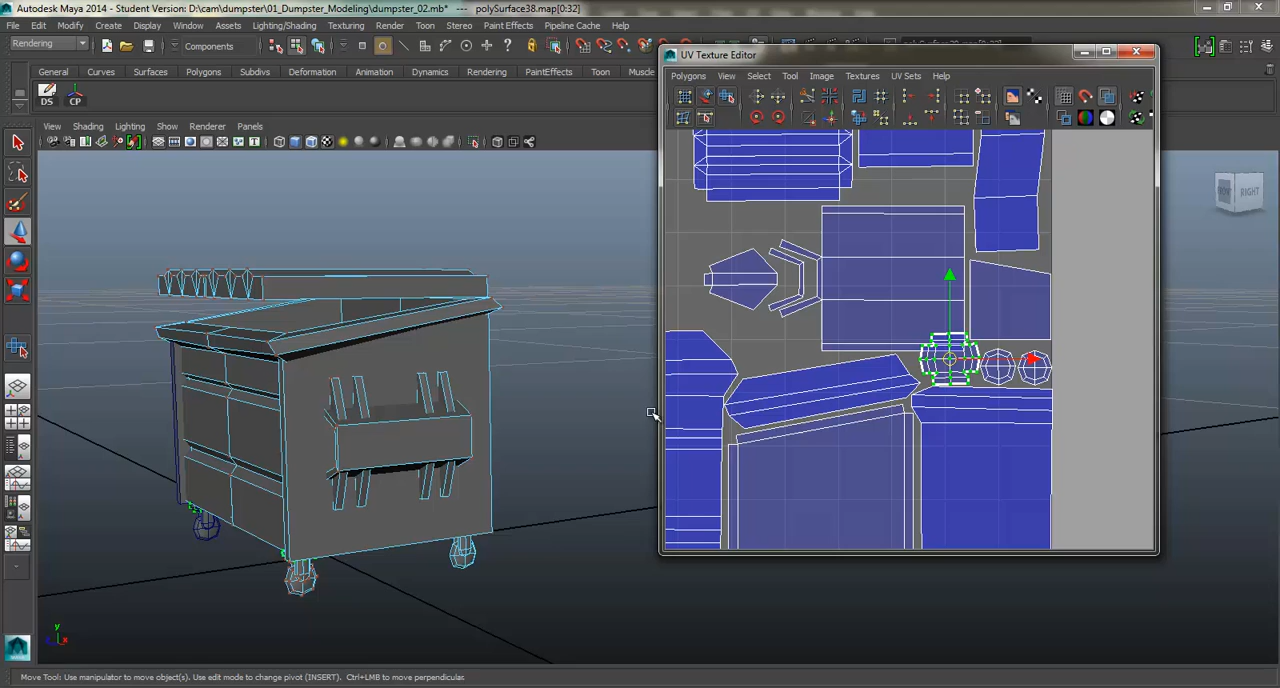 Autodesk Maya 2014 - Student Version: D:\cam\dumpster\01_Dumpster_Modeling\dumpster_02.mb* --- polySurface38.map[0:32]
File Edit Modify Create Display Window Assets Lighting/Shading Texturing Render Toon Stereo Paint Effects Pipeline Cache Help
Rendering Components
General Curves Surfaces Polygons Subdivs Deformation Animation Dynamics Rendering PaintEffects Toon Muscle
DS CP
View Shading Lighting Show Renderer Panels
UV Texture Editor
Polygons View Select Tool Image Textures UV Sets Help
RIGHT
y
x
Move Tool: Use manipulator to move object(s). Use edit mode to change pivot (INSERT). Ctrl+LMB to move perpendicular.